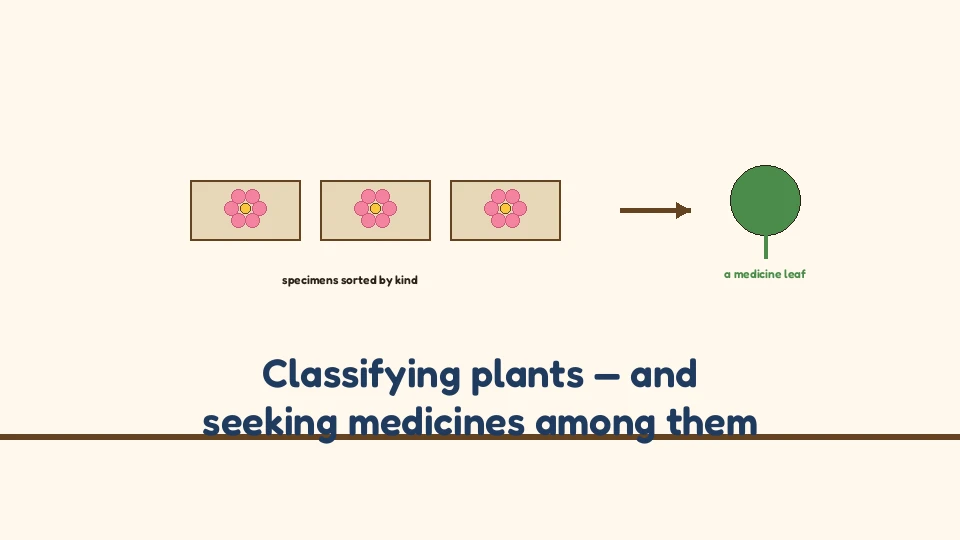 specimens sorted by kind
a medicine leaf
Classifying plants — and
seeking medicines among them